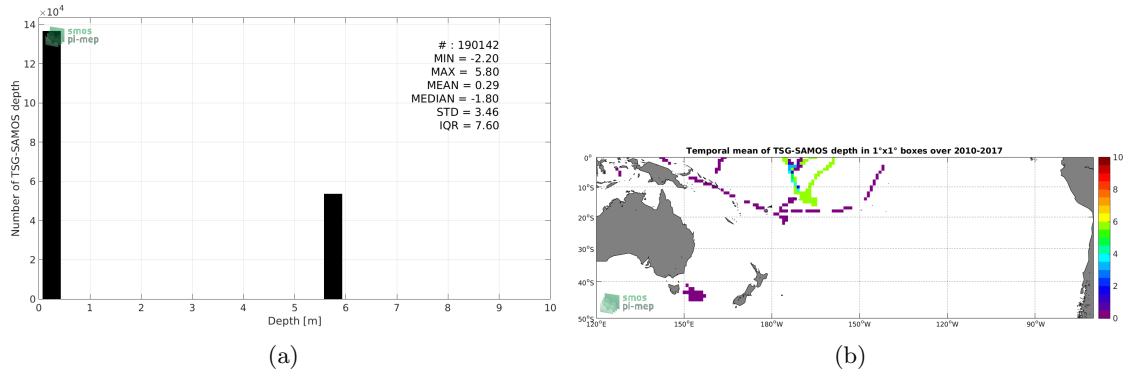 ×10⁴
14
12
10
8
6
4
2
0
Number of TSG-SAMOS depth
smos
pi-mep
# : 190142
MIN = -2.20
MAX = 5.80
MEAN = 0.29
MEDIAN = -1.80
STD = 3.46
IQR = 7.60
1 2 3 4 5 6 7 8 9 10
Depth [m]
(a)
Temporal mean of TSG-SAMOS depth in 1°x1° boxes over 2010-2017
0°
10°S
20°S
30°S
40°S
50°S
smos
pi-mep
120°E 150°E 180°W 150°W 120°W 90°W
10
8
6
4
2
0
(b)